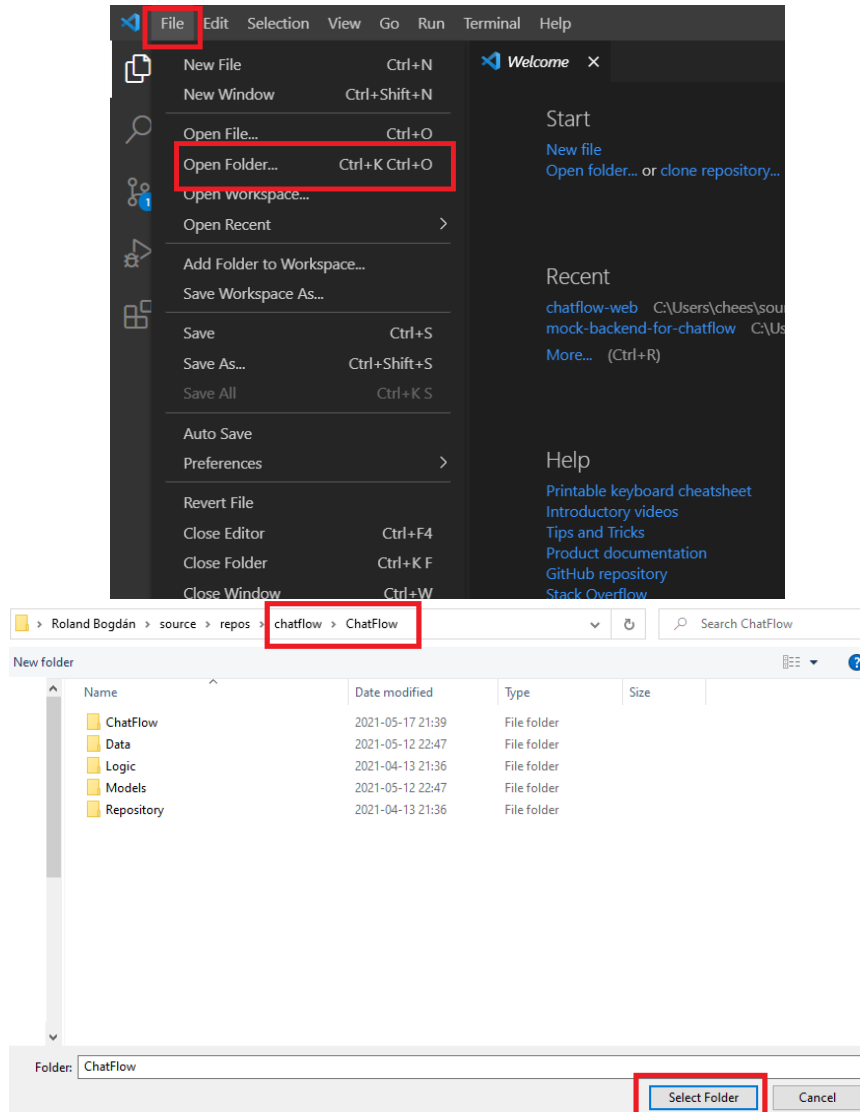 File Edit Selection View Go Run Terminal Help
New File Ctrl+N
New Window Ctrl+Shift+N
Open File... Ctrl+O
Open Folder... Ctrl+K Ctrl+O
Open Workspace...
Open Recent
Add Folder to Workspace...
Save Workspace As...
Save Ctrl+S
Save As... Ctrl+Shift+S
Save All Ctrl+K S
Auto Save
Preferences
Revert File
Close Editor Ctrl+F4
Close Folder Ctrl+K F
Close Window Ctrl+W
1
Welcome
Start
New file
Open folder... or clone repository...
Recent
chatflow-web C:\Users\chees\sou
mock-backend-for-chatflow C:\Us
More... (Ctrl+R)
Help
Printable keyboard cheatsheet
Introductory videos
Tips and Tricks
Product documentation
GitHub repository
Stack Overflow
Roland Bogdán > source > repos > chatflow > ChatFlow
Search ChatFlow
New folder
Name Date modified Type Size
ChatFlow 2021-05-17 21:39 File folder
Data 2021-05-12 22:47 File folder
Logic 2021-04-13 21:36 File folder
Models 2021-05-12 22:47 File folder
Repository 2021-04-13 21:36 File folder
Folder: ChatFlow
Select Folder Cancel